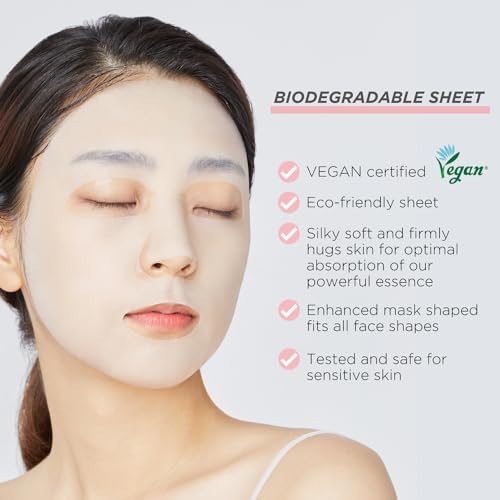 BIODEGRADABLE SHEET
VEGAN certified
Vegan®
Eco-friendly sheet
Silky soft and firmly
hugs skin for optimal
absorption of our
powerful essence
Enhanced mask shaped
fits all face shapes
Tested and safe for
sensitive skin